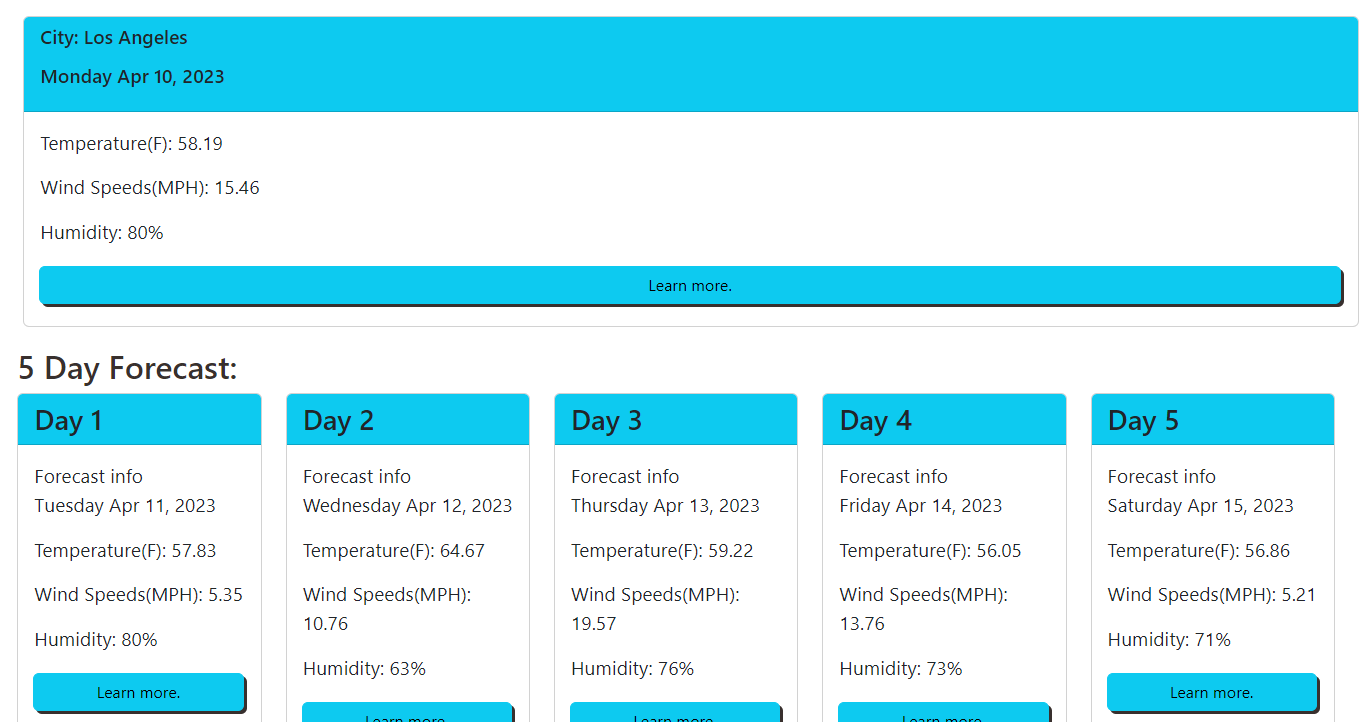 City: Los Angeles
Monday Apr 10, 2023
Temperature(F): 58.19
Wind Speeds(MPH): 15.46
Humidity: 80%
Learn more.
5 Day Forecast:
Day 1
Forecast info
Tuesday Apr 11, 2023
Temperature(F): 57.83
Wind Speeds(MPH): 5.35
Humidity: 80%
Learn more.
Day 2
Forecast info
Wednesday Apr 12, 2023
Temperature(F): 64.67
Wind Speeds(MPH):
10.76
Humidity: 63%
Learn more.
Day 3
Forecast info
Thursday Apr 13, 2023
Temperature(F): 59.22
Wind Speeds(MPH):
19.57
Humidity: 76%
Learn more.
Day 4
Forecast info
Friday Apr 14, 2023
Temperature(F): 56.05
Wind Speeds(MPH):
13.76
Humidity: 73%
Learn more.
Day 5
Forecast info
Saturday Apr 15, 2023
Temperature(F): 56.86
Wind Speeds(MPH): 5.21
Humidity: 71%
Learn more.